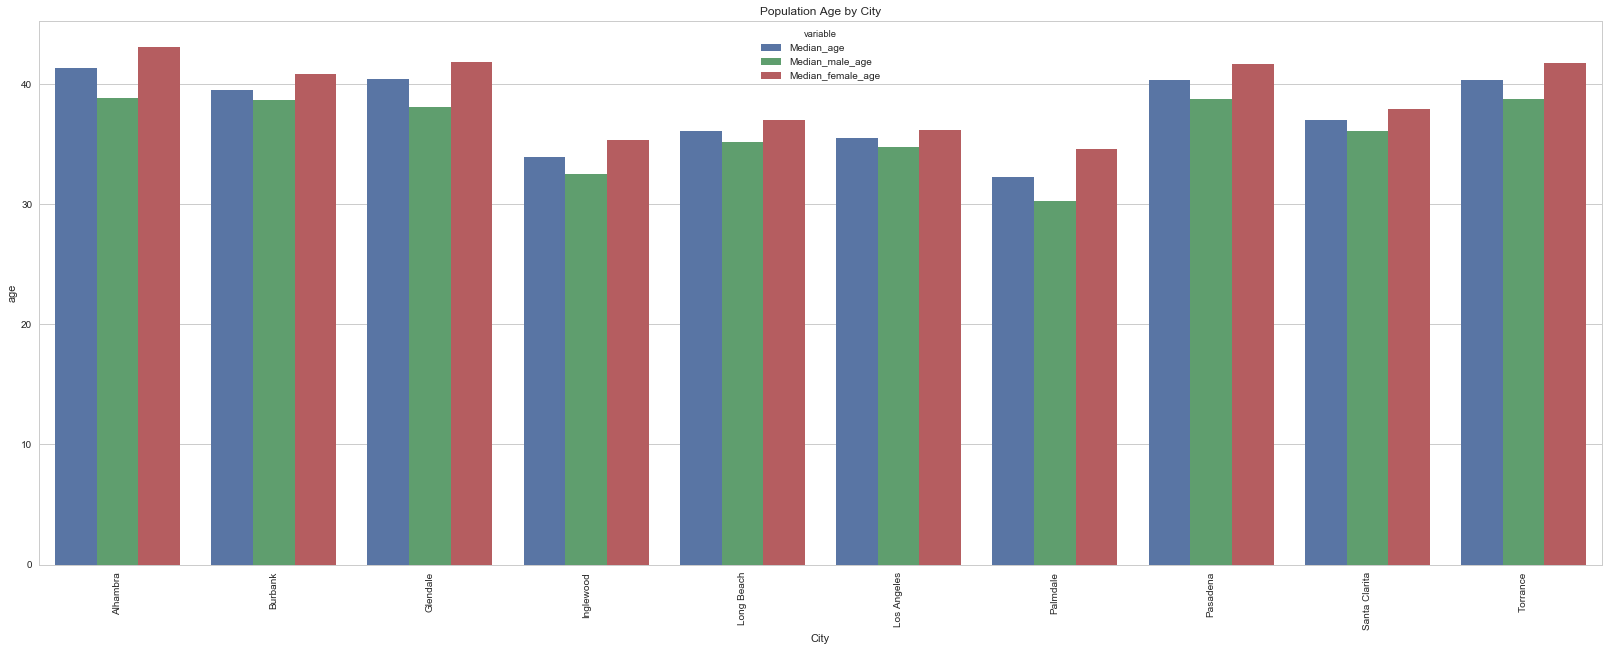 Population Age by City
variable
Median_age
Median_male_age
Median_female_age
age
40
30
20
10
0
Alhambra
Burbank
Glendale
Inglewood
Long Beach
Los Angeles
Palmdale
Pasadena
Santa Clarita
Torrance
City